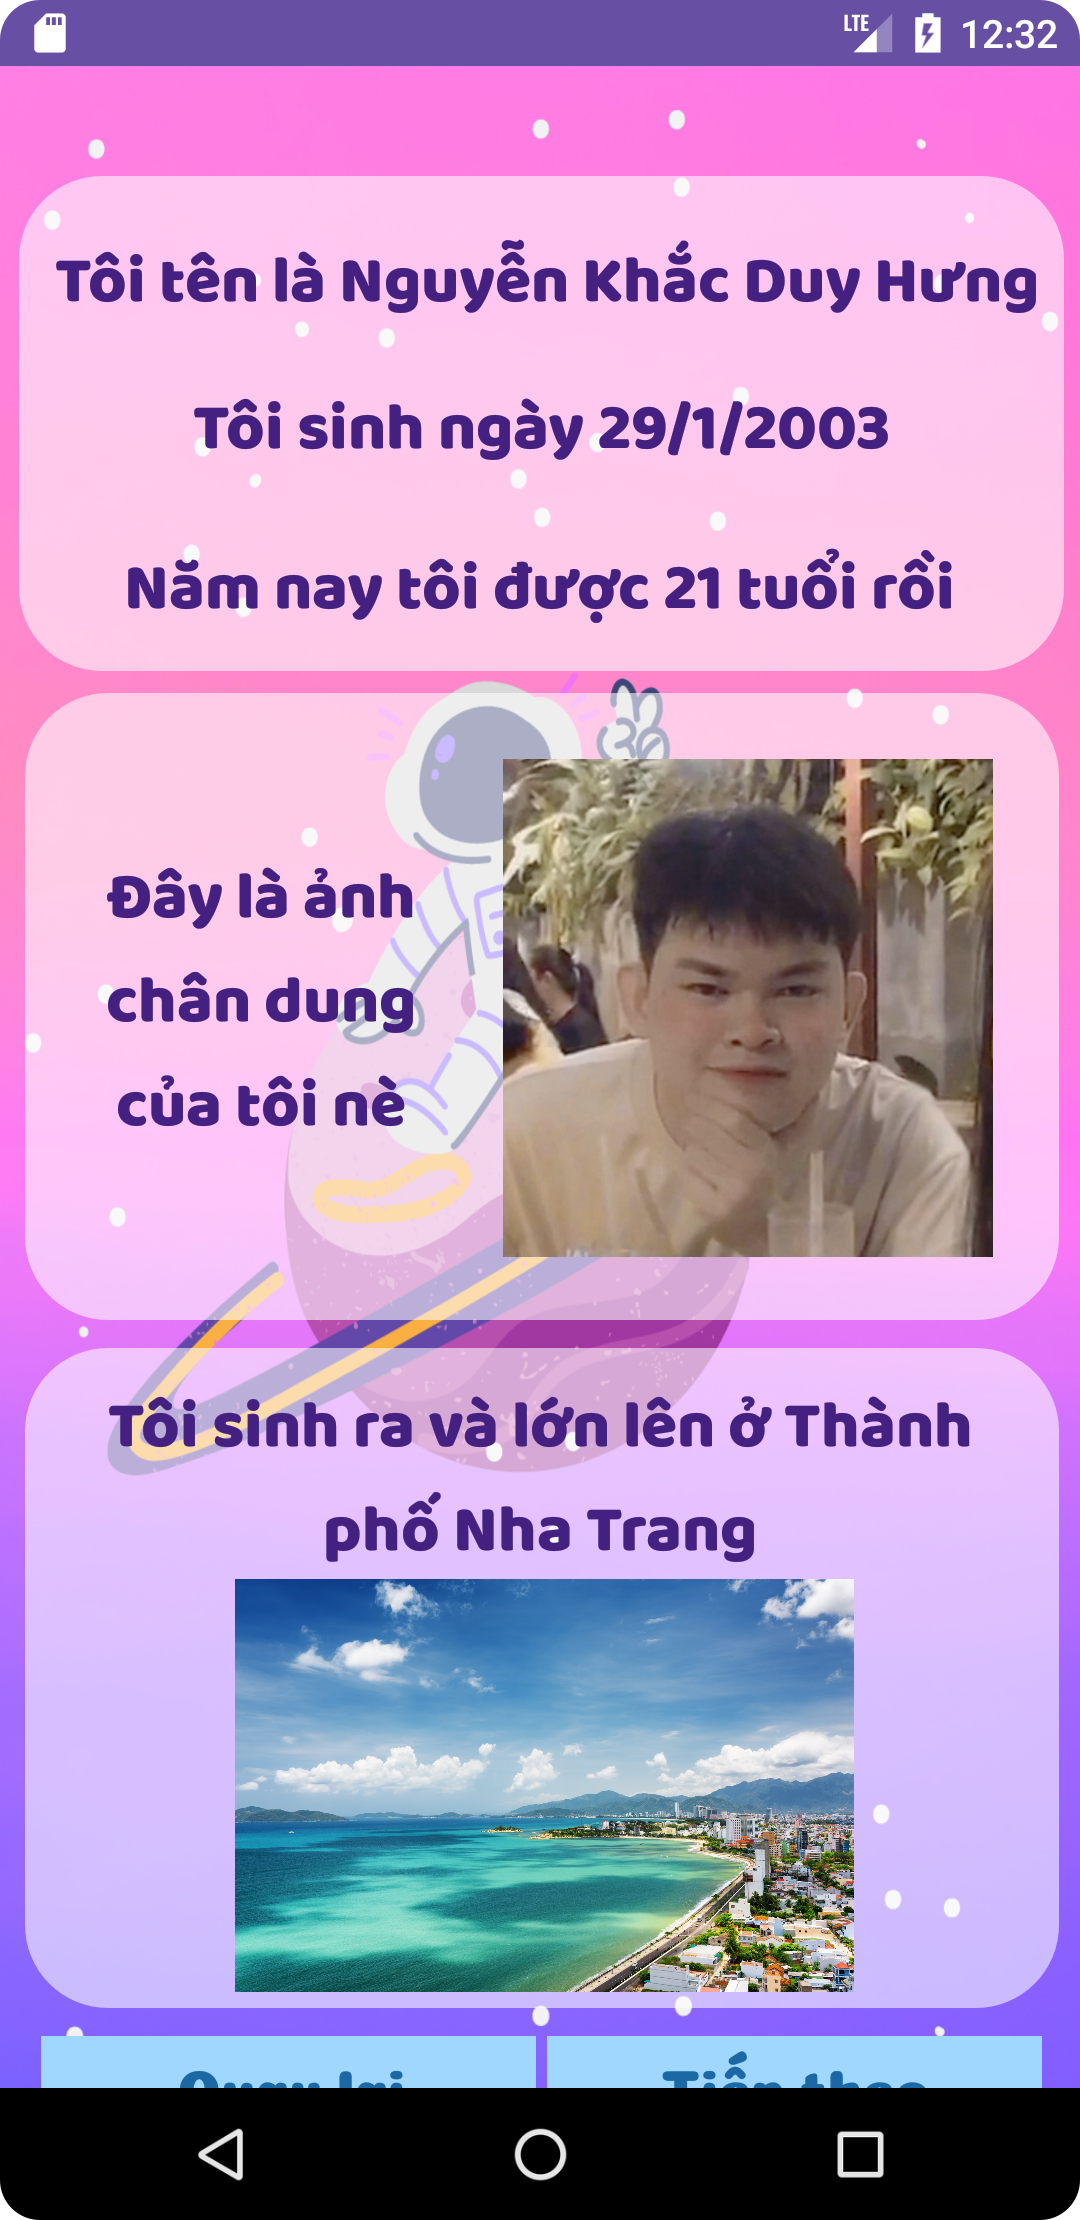 LTE 12:32
Tôi tên là Nguyễn Khắc Duy Hưng
Tôi sinh ngày 29/1/2003
Năm nay tôi được 21 tuổi rồi
Đây là ảnh
chân dung
của tôi nè
Tôi sinh ra và lớn lên ở Thành
phố Nha Trang
Quay lại Tiếp theo